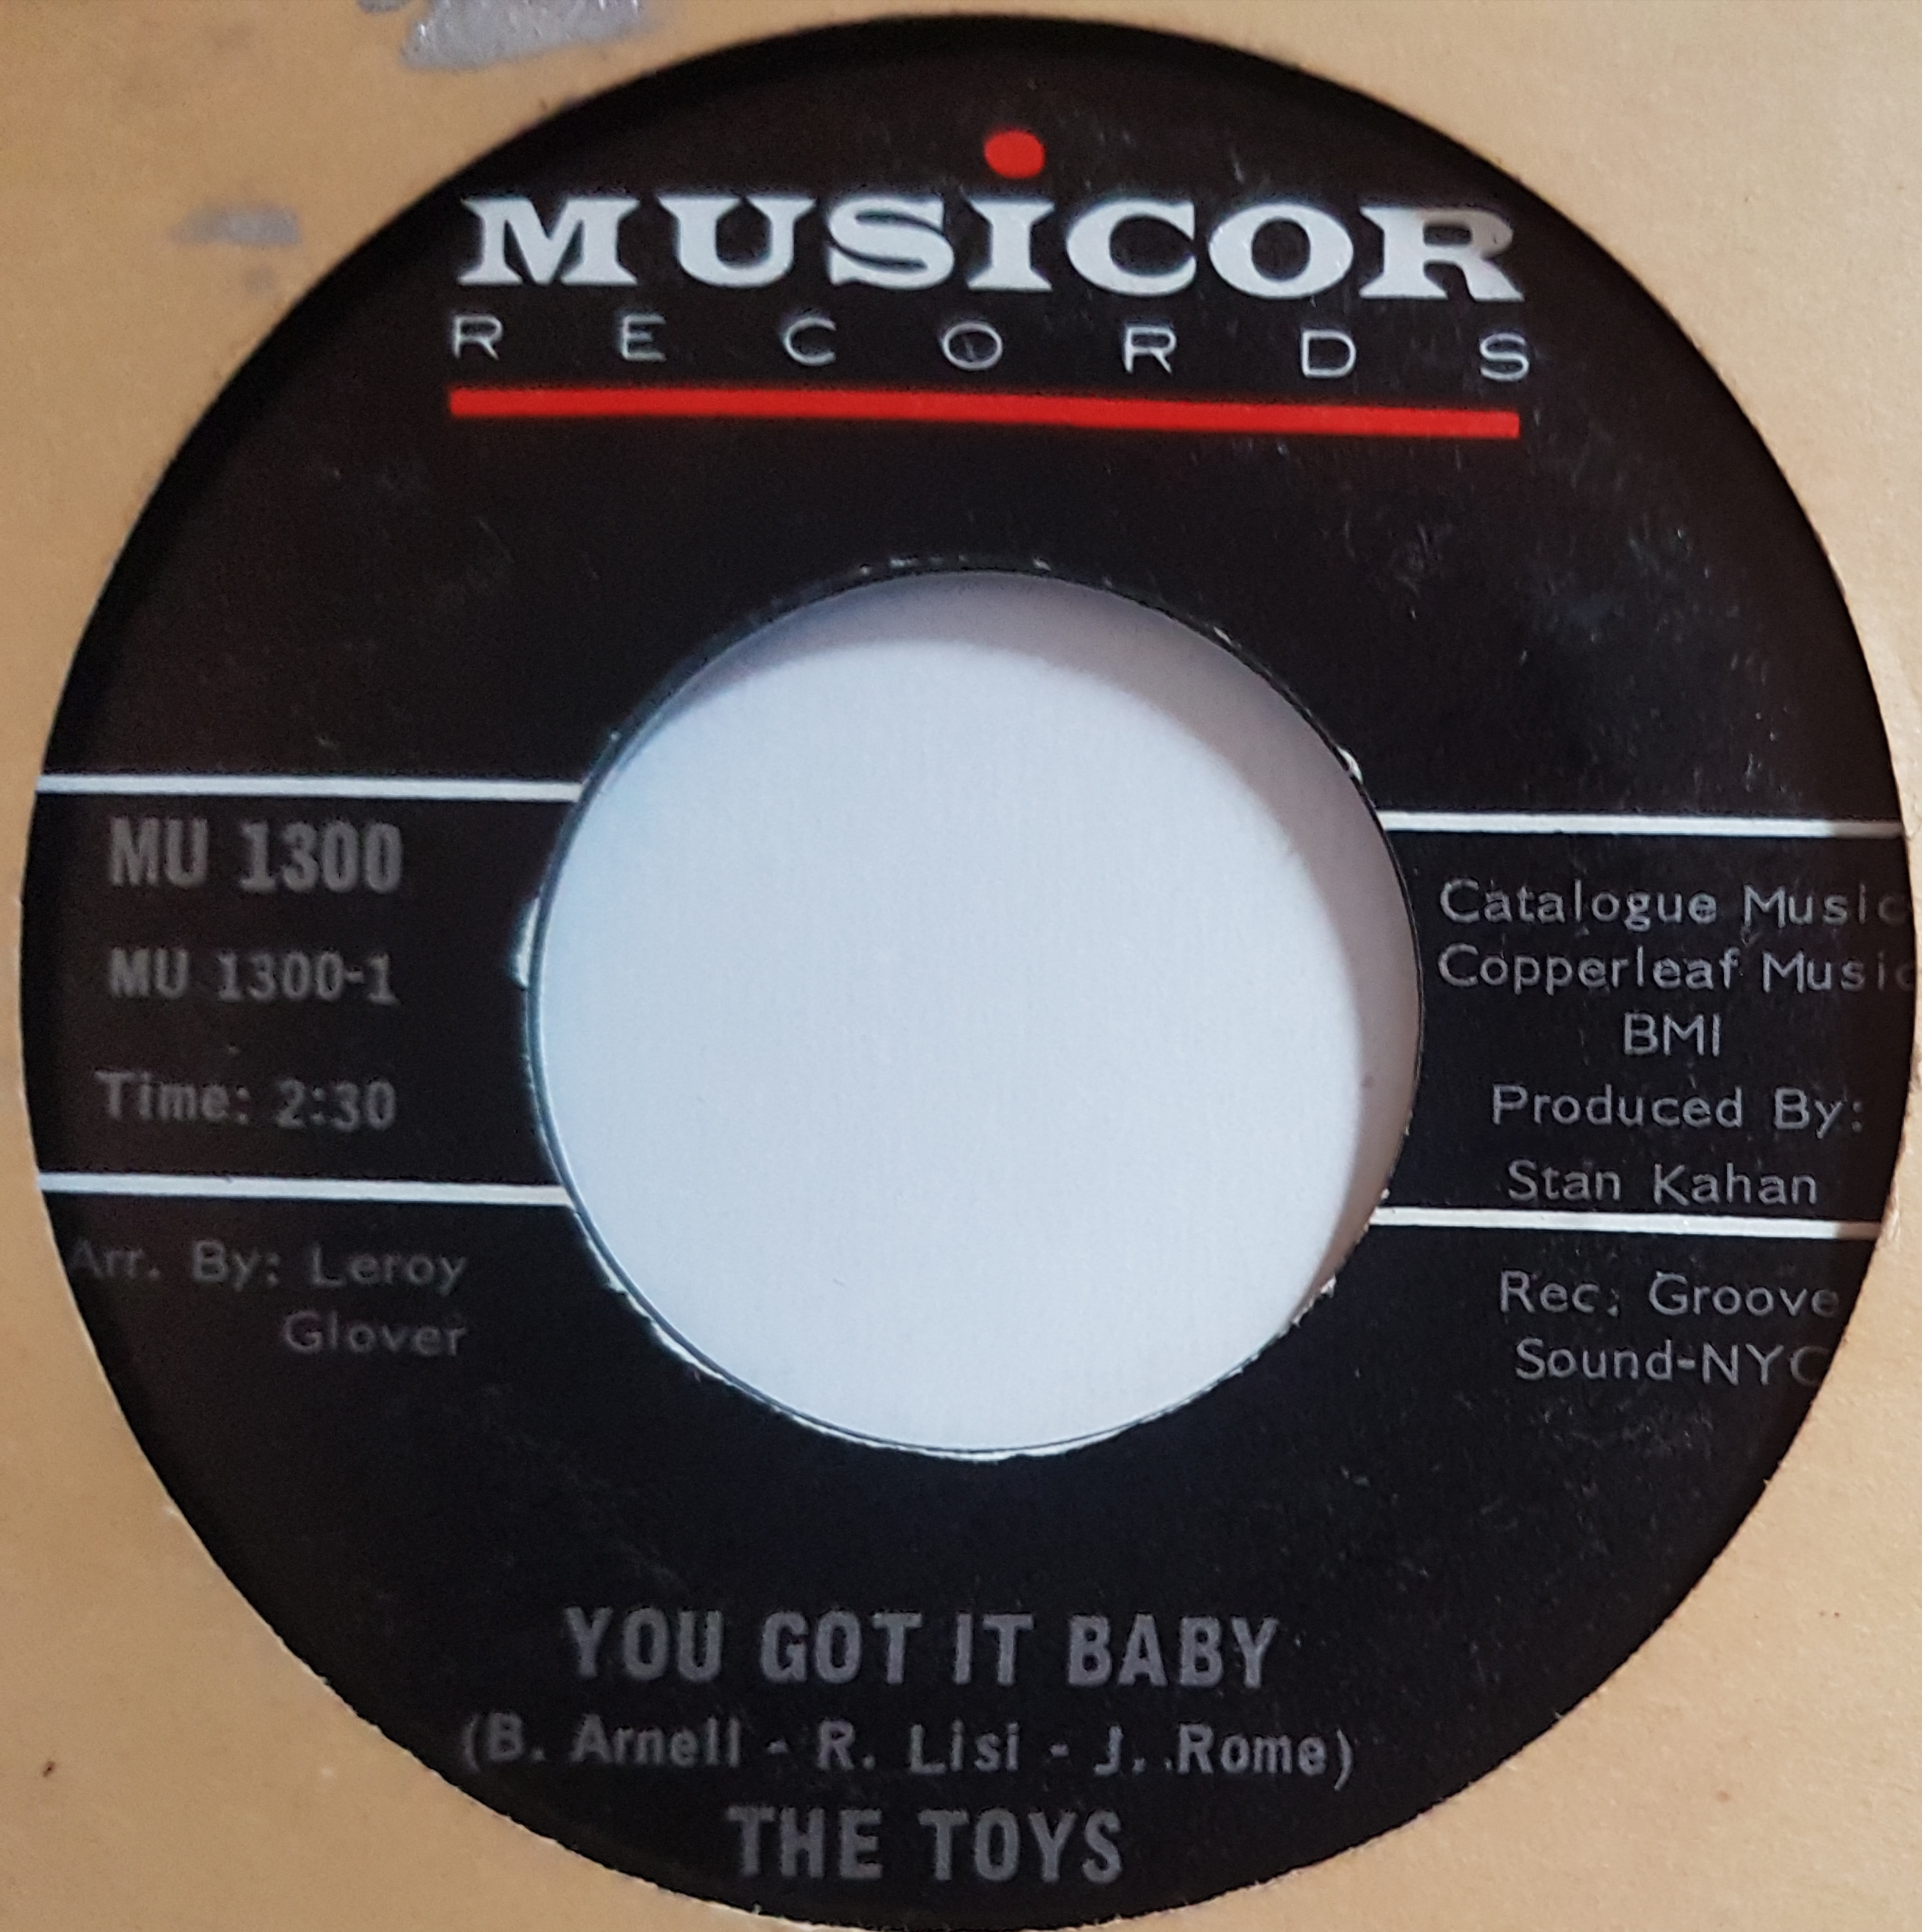 MUSiCOR
RECORDS
MU 1300
MU 1300-1
Time: 2:30
Arr. By: Leroy
Glover
Catalogue Music
Copperleaf Music
BMI
Produced By:
Stan Kahan
Rec: Groove
Sound-NYC
YOU GOT IT BABY
(B. Arnell - R. Lisi - J. Rome)
THE TOYS